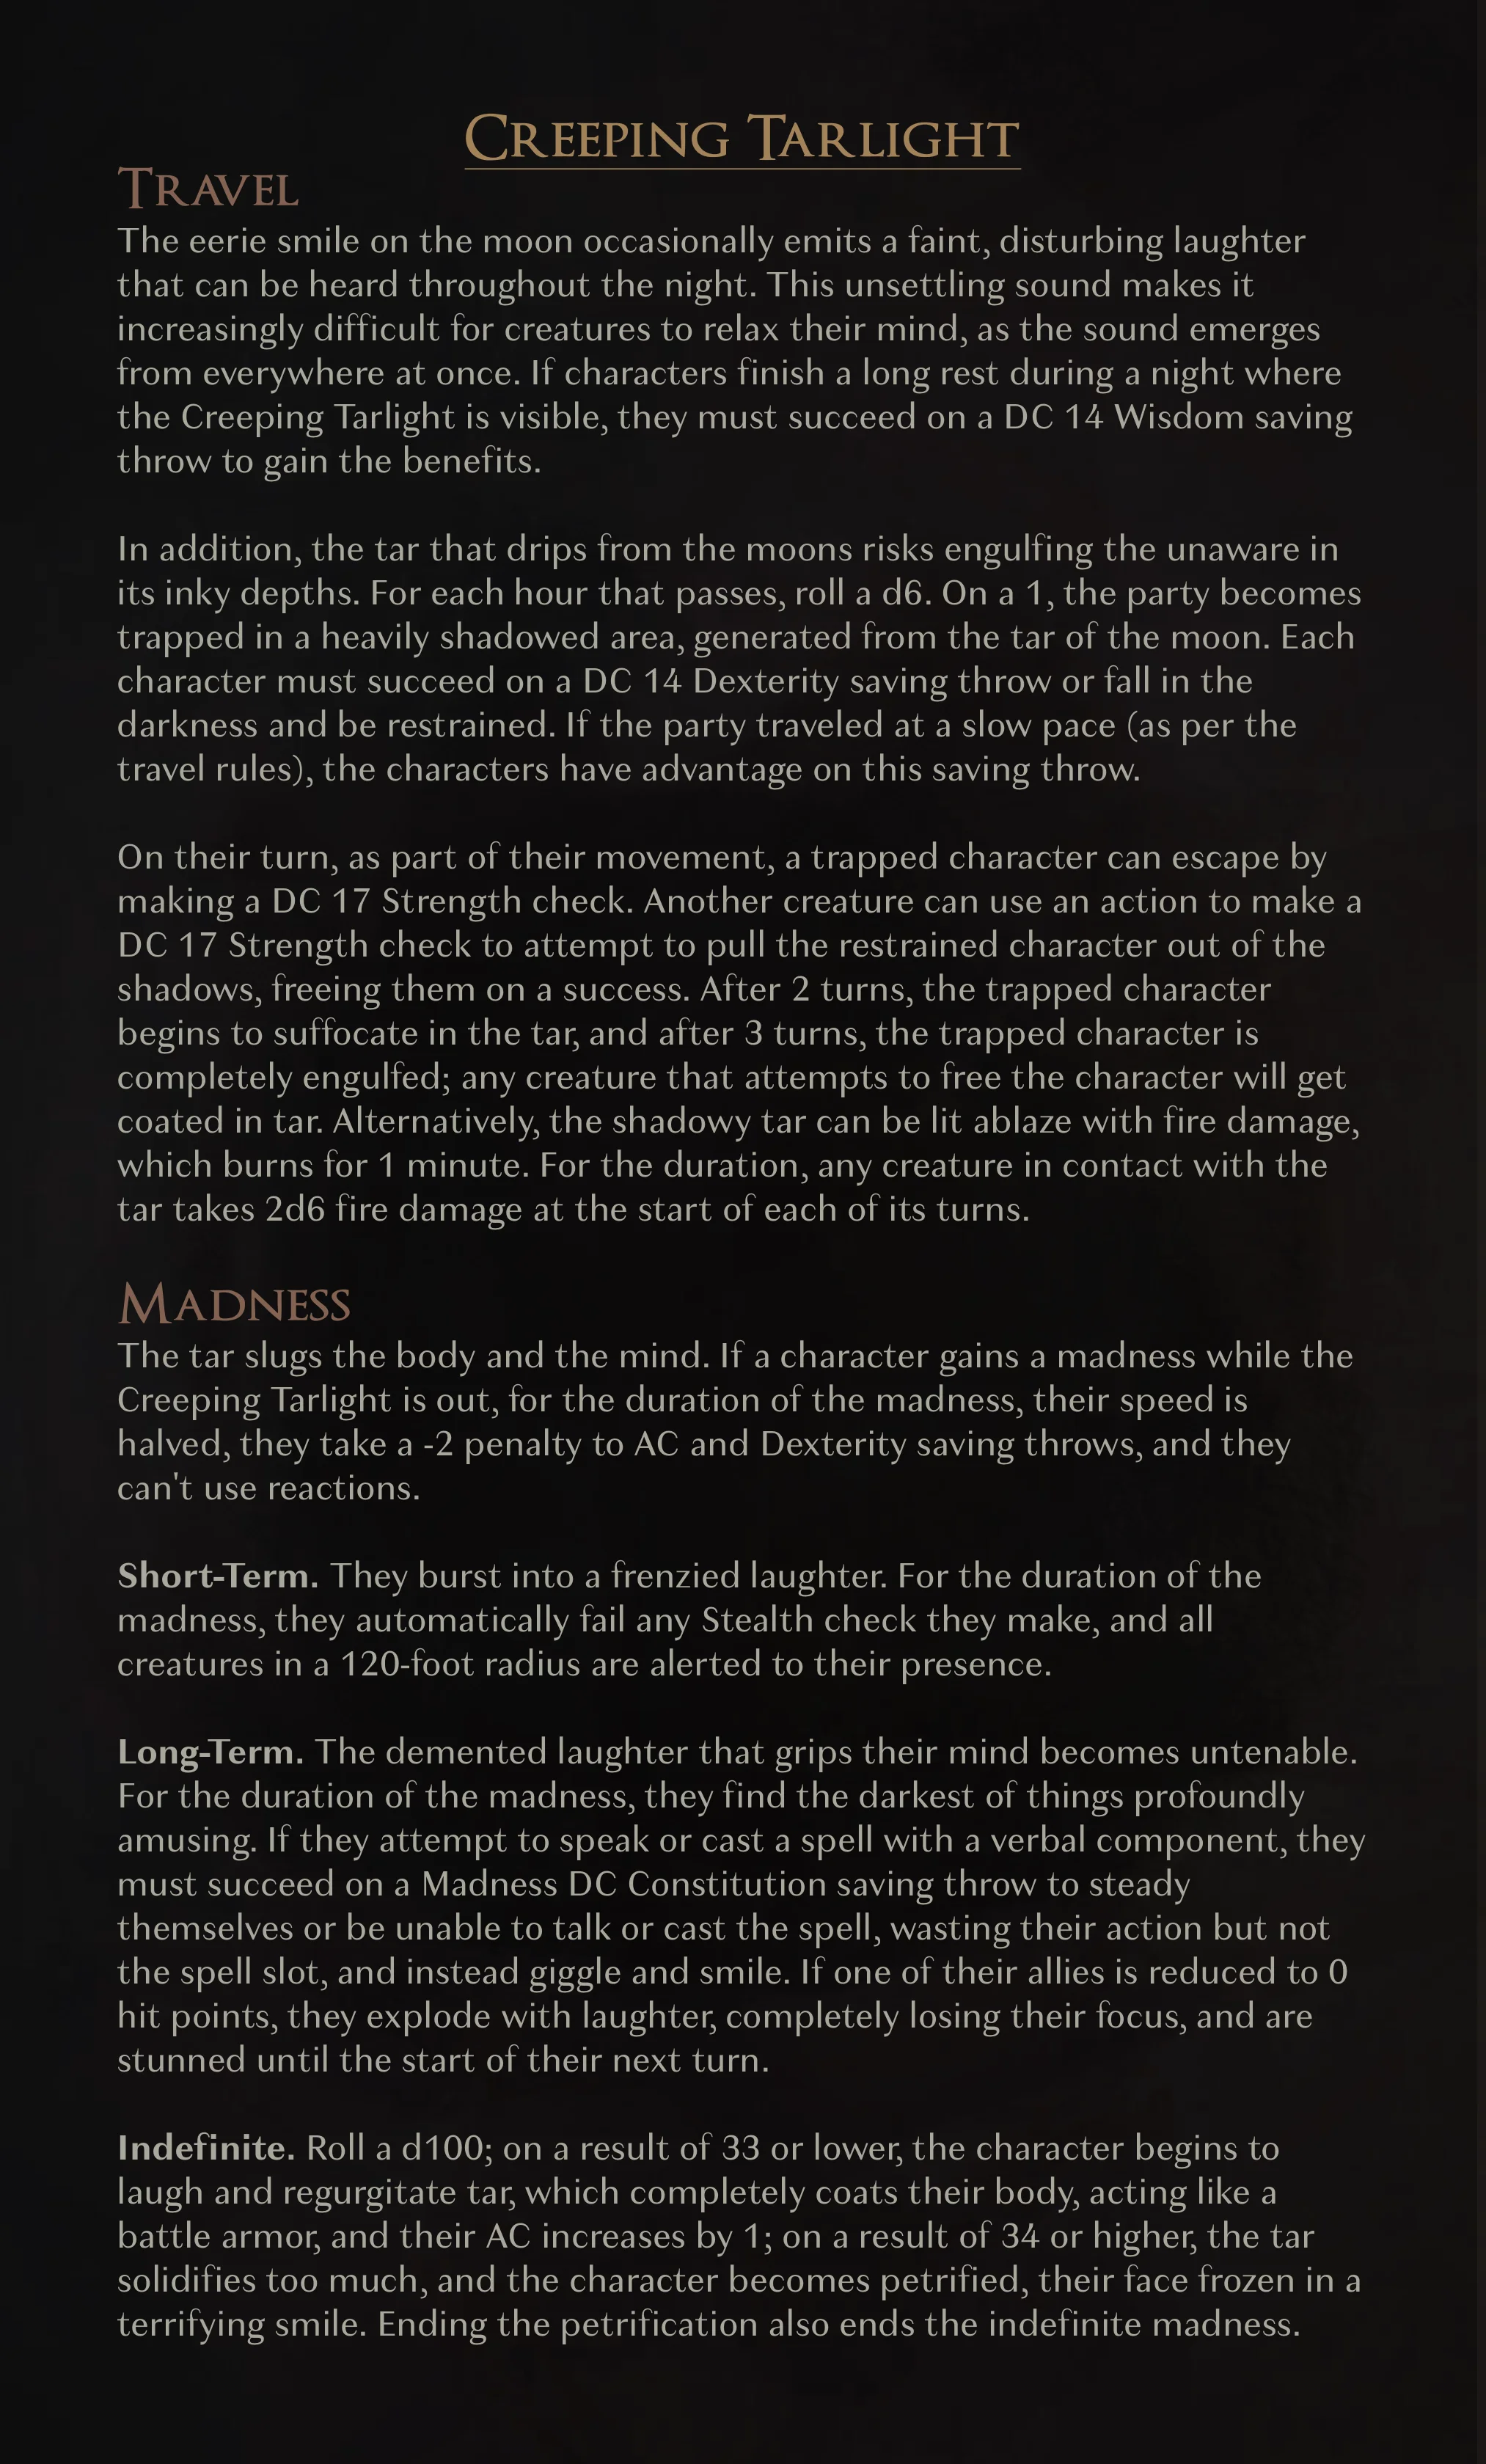 Creeping Tarlight
Travel
The eerie smile on the moon occasionally emits a faint, disturbing laughter
that can be heard throughout the night. This unsettling sound makes it
increasingly difficult for creatures to relax their mind, as the sound emerges
from everywhere at once. If characters finish a long rest during a night where
the Creeping Tarlight is visible, they must succeed on a DC 14 Wisdom saving
throw to gain the benefits.
In addition, the tar that drips from the moons risks engulfing the unaware in
its inky depths. For each hour that passes, roll a d6. On a 1, the party becomes
trapped in a heavily shadowed area, generated from the tar of the moon. Each
character must succeed on a DC 14 Dexterity saving throw or fall in the
darkness and be restrained. If the party traveled at a slow pace (as per the
travel rules), the characters have advantage on this saving throw.
On their turn, as part of their movement, a trapped character can escape by
making a DC 17 Strength check. Another creature can use an action to make a
DC 17 Strength check to attempt to pull the restrained character out of the
shadows, freeing them on a success. After 2 turns, the trapped character
begins to suffocate in the tar, and after 3 turns, the trapped character is
completely engulfed; any creature that attempts to free the character will get
coated in tar. Alternatively, the shadowy tar can be lit ablaze with fire damage,
which burns for 1 minute. For the duration, any creature in contact with the
tar takes 2d6 fire damage at the start of each of its turns.
Madness
The tar slugs the body and the mind. If a character gains a madness while the
Creeping Tarlight is out, for the duration of the madness, their speed is
halved, they take a -2 penalty to AC and Dexterity saving throws, and they
can't use reactions.
Short-Term. They burst into a frenzied laughter. For the duration of the
madness, they automatically fail any Stealth check they make, and all
creatures in a 120-foot radius are alerted to their presence.
Long-Term. The demented laughter that grips their mind becomes untenable.
For the duration of the madness, they find the darkest of things profoundly
amusing. If they attempt to speak or cast a spell with a verbal component, they
must succeed on a Madness DC Constitution saving throw to steady
themselves or be unable to talk or cast the spell, wasting their action but not
the spell slot, and instead giggle and smile. If one of their allies is reduced to 0
hit points, they explode with laughter, completely losing their focus, and are
stunned until the start of their next turn.
Indefinite. Roll a d100; on a result of 33 or lower, the character begins to
laugh and regurgitate tar, which completely coats their body, acting like a
battle armor, and their AC increases by 1; on a result of 34 or higher, the tar
solidifies too much, and the character becomes petrified, their face frozen in a
terrifying smile. Ending the petrification also ends the indefinite madness.